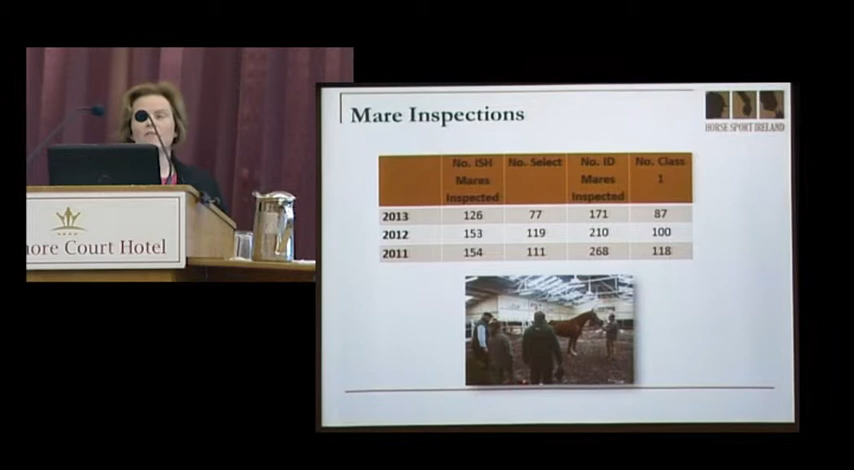 Mare Inspections
HORSE SPORT IRELAND
No. ISH Mares Inspected
No. Select
No. ID Mares Inspected
No. Class 1
2013 126 77 171 87
2012 153 119 210 100
2011 154 111 268 118
ore Court Hotel